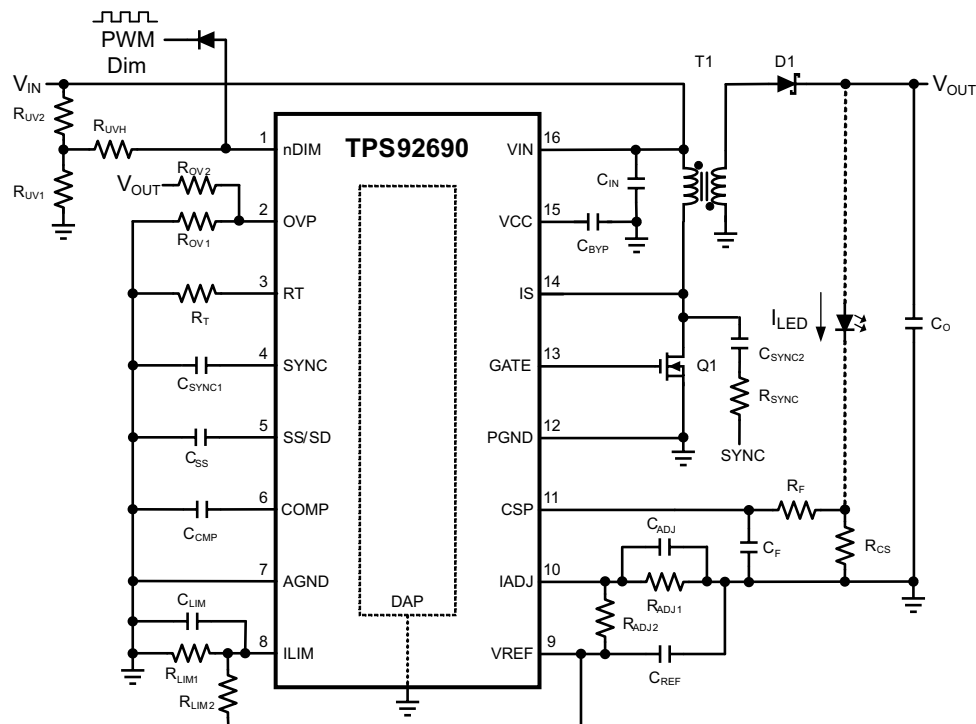 PWM
Dim
T1
D1
VIN
VOUT
RUV2
RUVH
1
nDIM
TPS92690
VIN
16
RUV1
ROV2
VOUT
CIN
2
OVP
VCC
15
ROV1
CBYP
3
RT
IS
14
RT
ILED
CO
4
SYNC
GATE
13
Q1
CSYNC2
CSYNC1
RSYNC
5
SS/SD
PGND
12
CSS
SYNC
6
COMP
CSP
11
RF
CCMP
CADJ
CF
RCS
7
AGND
IADJ
10
DAP
RADJ1
CLIM
RADJ2
8
ILIM
VREF
9
RLIM1
CREF
RLIM2